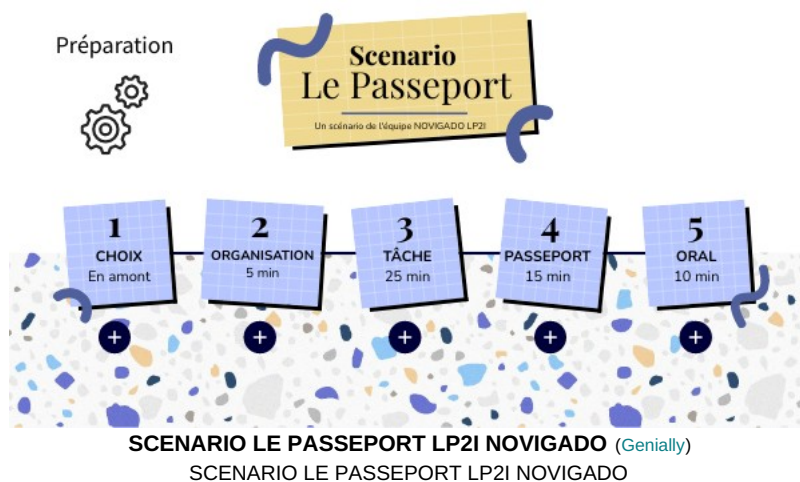 Préparation
Scenario
Le Passeport
Un scénario de l'équipe NOVIGADO LP2I
1
CHOIX
En amont
2
ORGANISATION
5 min
3
TÂCHE
25 min
4
PASSEPORT
15 min
5
ORAL
10 min
SCENARIO LE PASSEPORT LP2I NOVIGADO (Genially)
SCENARIO LE PASSEPORT LP2I NOVIGADO